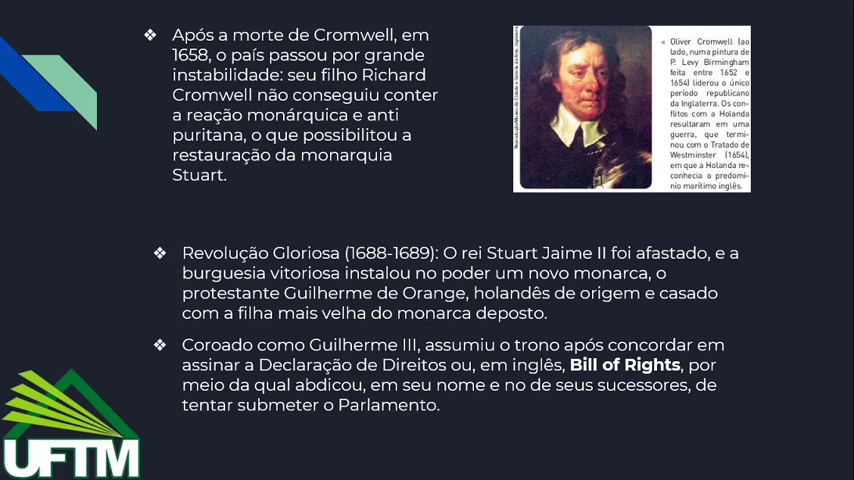 ❖ Após a morte de Cromwell, em
1658, o país passou por grande
instabilidade: seu filho Richard
Cromwell não conseguiu conter
a reação monárquica e anti
puritana, o que possibilitou a
restauração da monarquia
Stuart.
Oliver Cromwell (ao
lado, numa pintura de
P. Levy Birmingham
feita entre 1652 e
1654) liderou o único
período republicano
da Inglaterra. Os con-
flitos com a Holanda
resultaram em uma
guerra, que termi-
nou com o Tratado de
Westminster (1654),
em que a Holanda re-
conhecia o predomí-
nio marítimo inglês.
❖ Revolução Gloriosa (1688-1689): O rei Stuart Jaime II foi afastado, e a
burguesia vitoriosa instalou no poder um novo monarca, o
protestante Guilherme de Orange, holandês de origem e casado
com a filha mais velha do monarca deposto.
❖ Coroado como Guilherme III, assumiu o trono após concordar em
assinar a Declaração de Direitos ou, em inglês, Bill of Rights, por
meio da qual abdicou, em seu nome e no de seus sucessores, de
tentar submeter o Parlamento.
UFTM